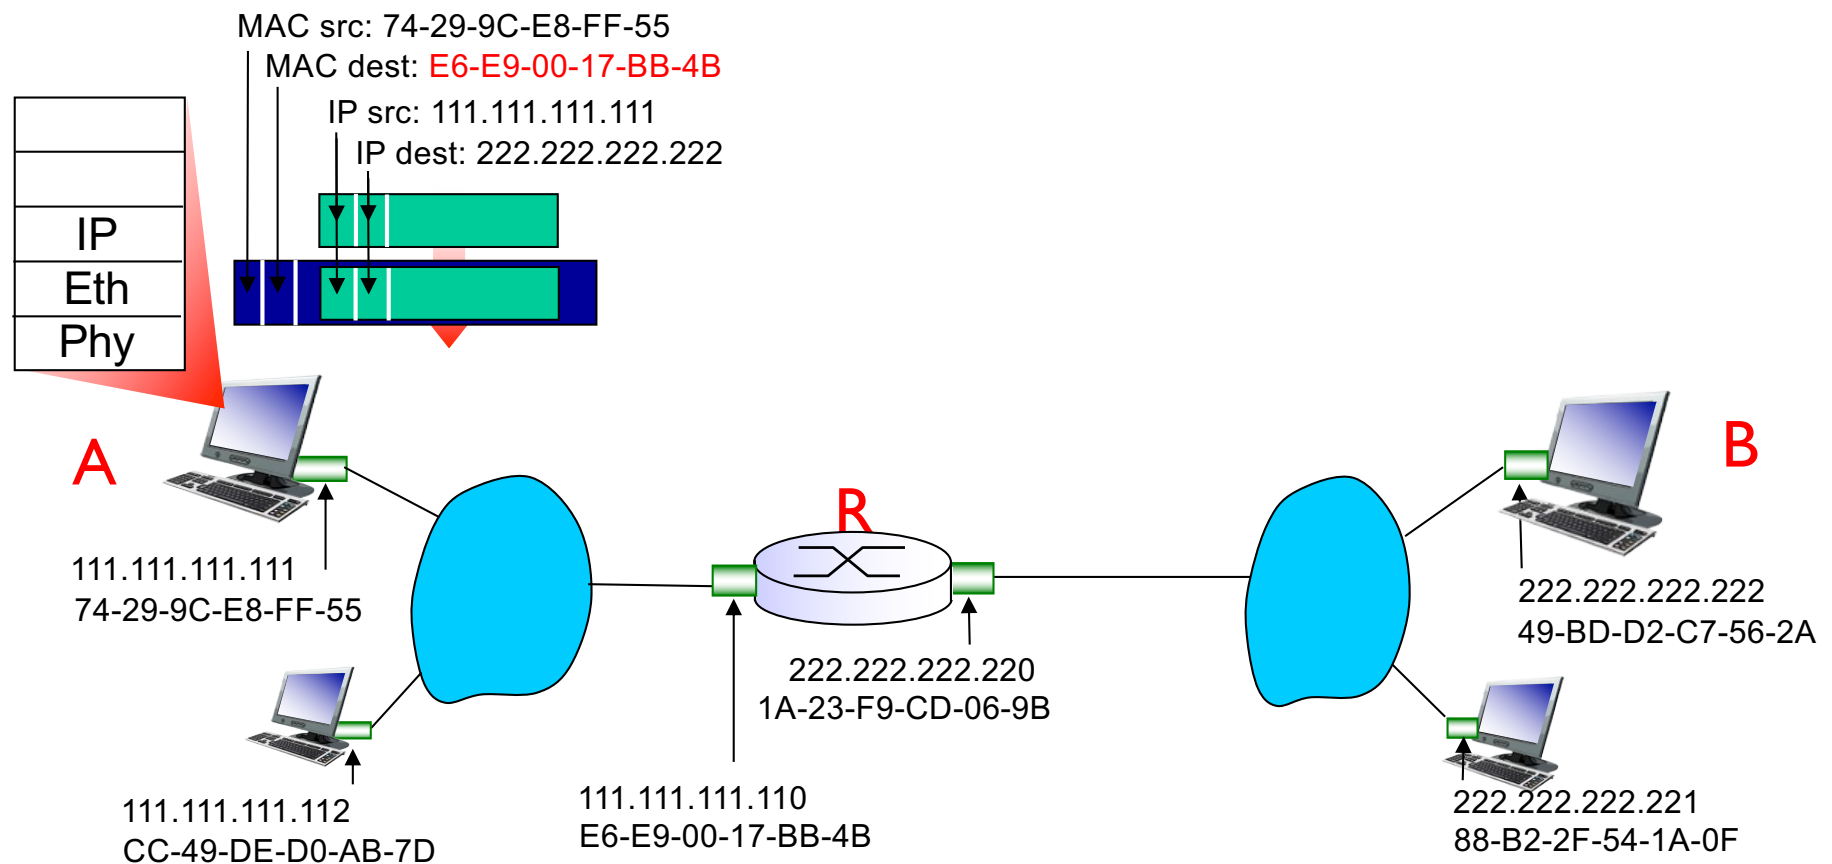 MAC src: 74-29-9C-E8-FF-55
MAC dest: E6-E9-00-17-BB-4B
IP src: 111.111.111.111
IP dest: 222.222.222.222
IP
Eth
Phy
A
B
R
111.111.111.111
74-29-9C-E8-FF-55
222.222.222.222
49-BD-D2-C7-56-2A
222.222.222.220
1A-23-F9-CD-06-9B
111.111.111.112
CC-49-DE-D0-AB-7D
111.111.111.110
E6-E9-00-17-BB-4B
222.222.222.221
88-B2-2F-54-1A-0F